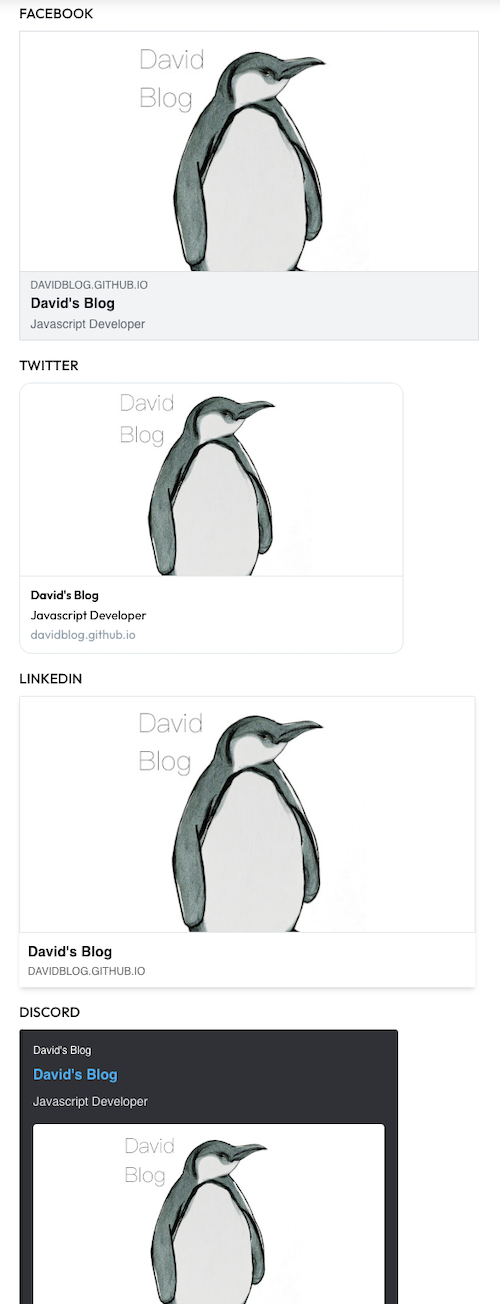 FACEBOOK
David
Blog
DAVIDBLOG.GITHUB.IO
David's Blog
Javascript Developer
TWITTER
David
Blog
David's Blog
Javascript Developer
davidblog.github.io
LINKEDIN
David
Blog
David's Blog
DAVIDBLOG.GITHUB.IO
DISCORD
David's Blog
David's Blog
Javascript Developer
David
Blog